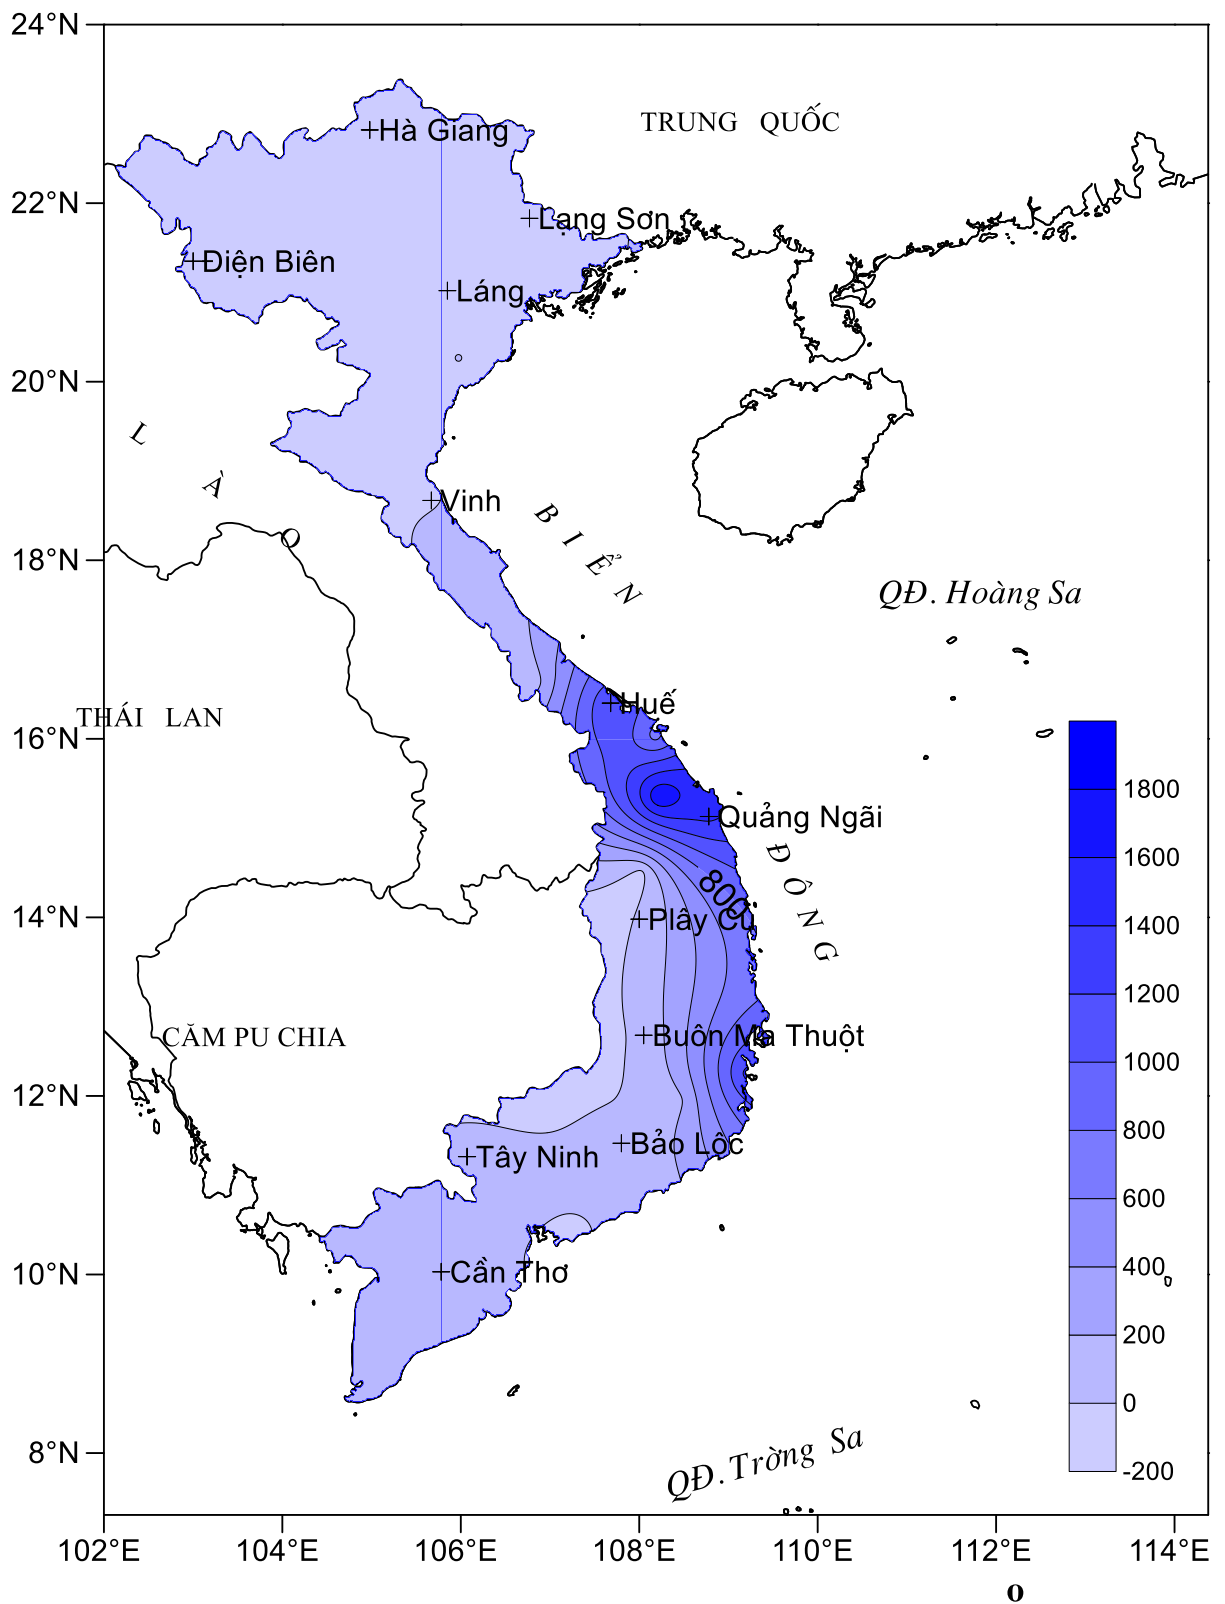 24°N
TRUNG QUỐC
Hà Giang
22°N
Lạng Sơn
Điện Biên
Láng
20°N
L À O
Vinh
BIỂN
18°N
QĐ. Hoàng Sa
THÁI LAN
Huế
16°N
Quảng Ngãi
ĐÔNG
800
14°N
Plây Cu
CĂM PU CHIA
Buôn Ma Thuột
12°N
Bảo Lộc
Tây Ninh
10°N
Cần Thơ
8°N
QĐ. Trờng Sa
1800
1600
1400
1200
1000
800
600
400
200
0
-200
102°E 104°E 106°E 108°E 110°E 112°E 114°E
o